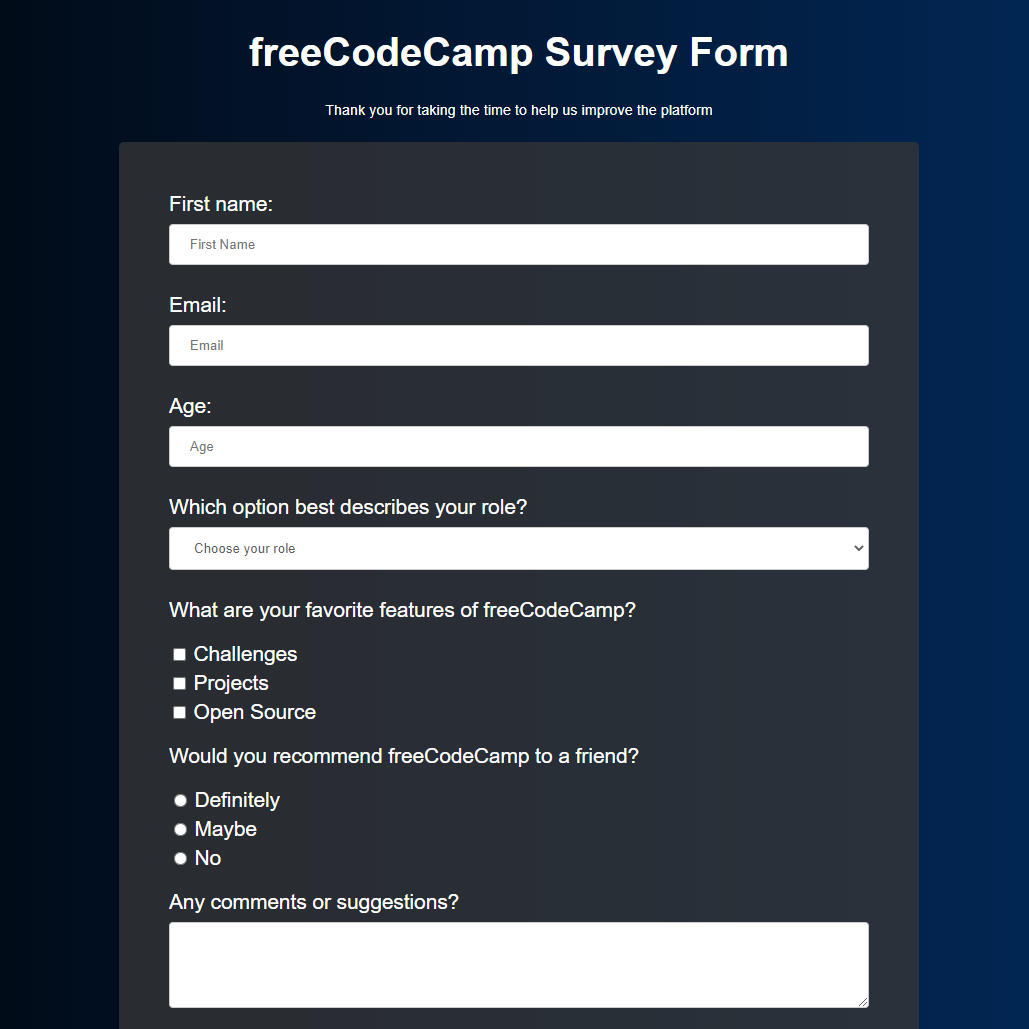 freeCodeCamp Survey Form
Thank you for taking the time to help us improve the platform
First name:
First Name
Email:
Email
Age:
Age
Which option best describes your role?
Choose your role
What are your favorite features of freeCodeCamp?
Challenges
Projects
Open Source
Would you recommend freeCodeCamp to a friend?
Definitely
Maybe
No
Any comments or suggestions?